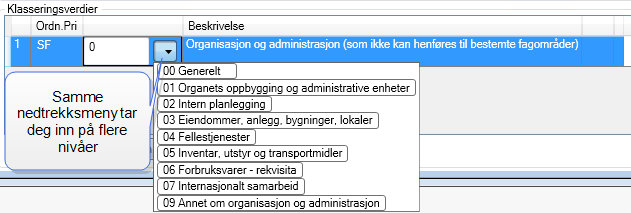 Klasseringsverdier
Ordn.Pri Beskrivelse
1 SF 0 Organisasjon og administrasjon (som ikke kan henføres til bestemte fagområder)
00 Generelt
01 Organets oppbygging og administrative enheter
02 Intern planlegging
03 Eiendommer, anlegg, bygninger, lokaler
04 Fellestjenester
05 Inventar, utstyr og transportmidler
06 Forbruksvarer - rekvisita
07 Internasjonalt samarbeid
09 Annet om organisasjon og administrasjon
Samme
nedtrekksmeny tar
deg inn på flere
nivåer